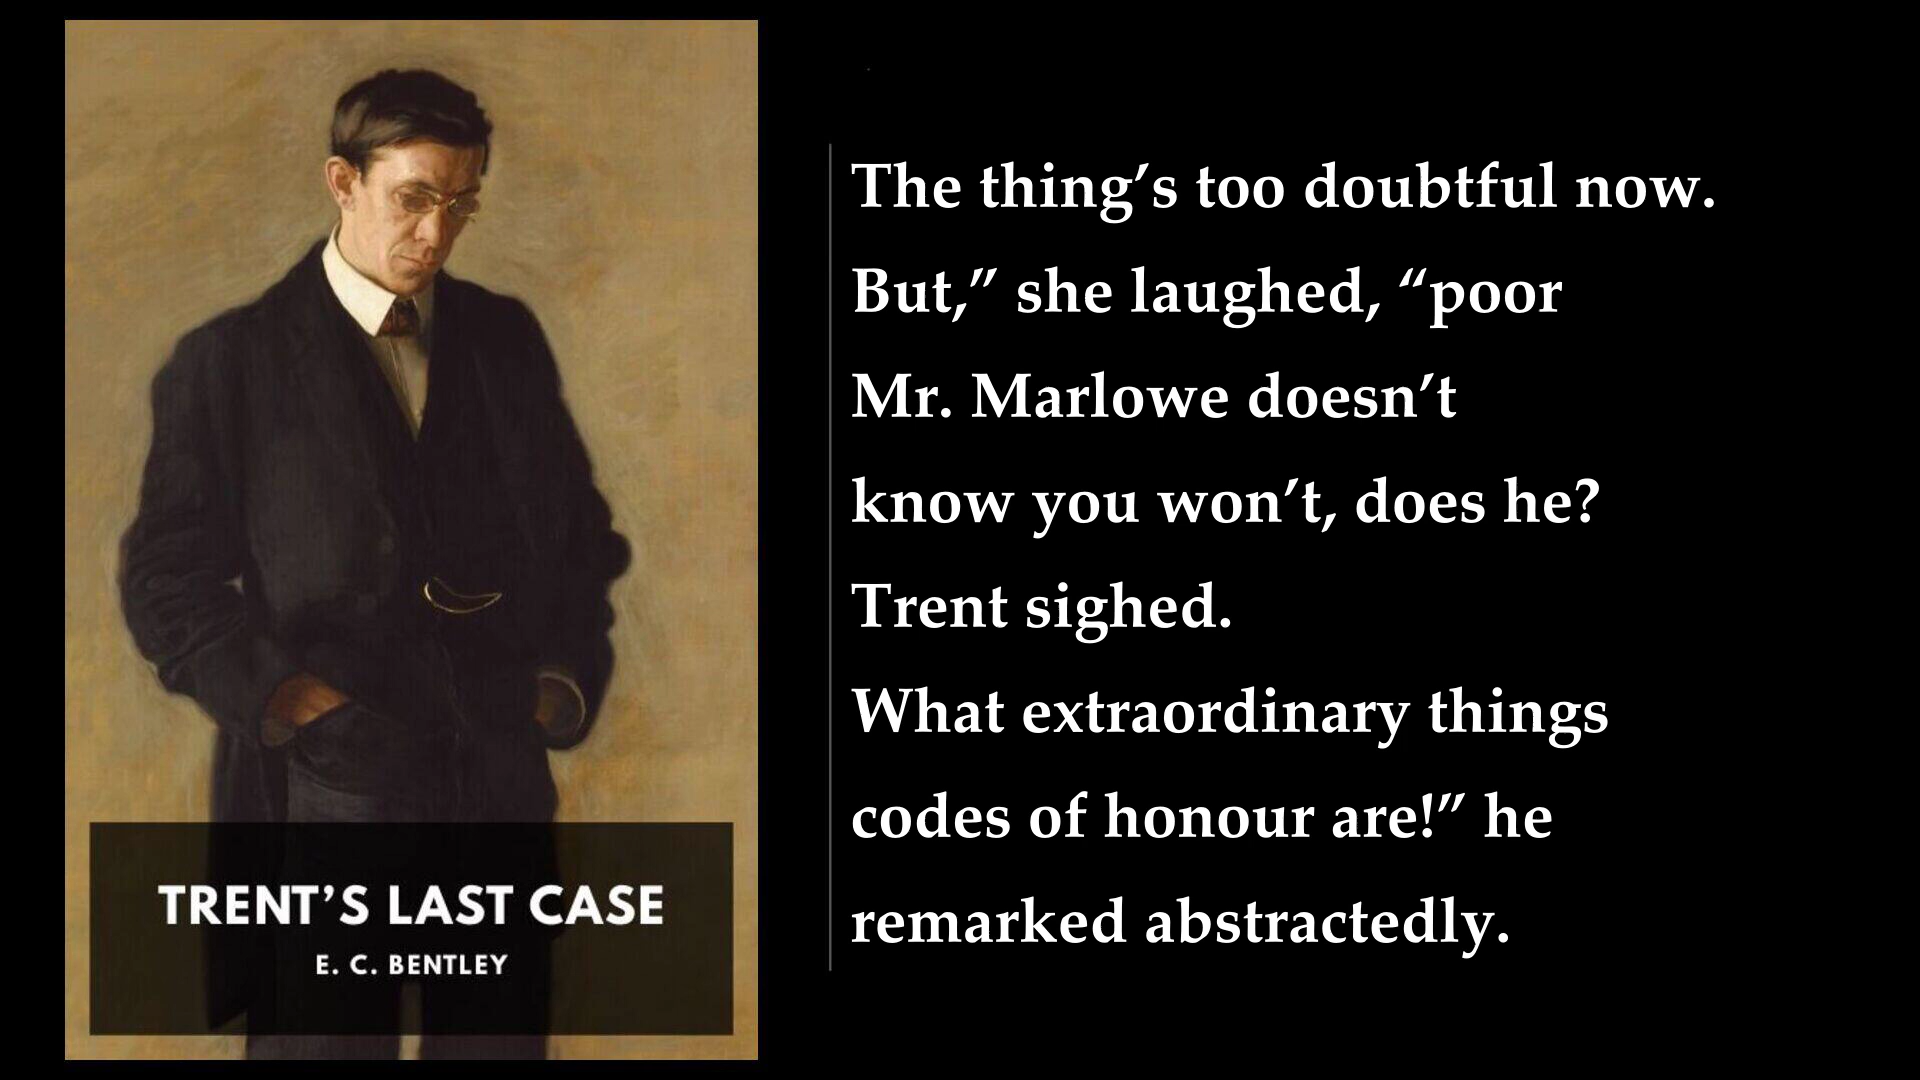 TRENT’S LAST CASE
E. C. BENTLEY
The thing’s too doubtful now.
But,” she laughed, “poor
Mr. Marlowe doesn’t
know you won’t, does he?
Trent sighed.
What extraordinary things
codes of honour are!” he
remarked abstractedly.